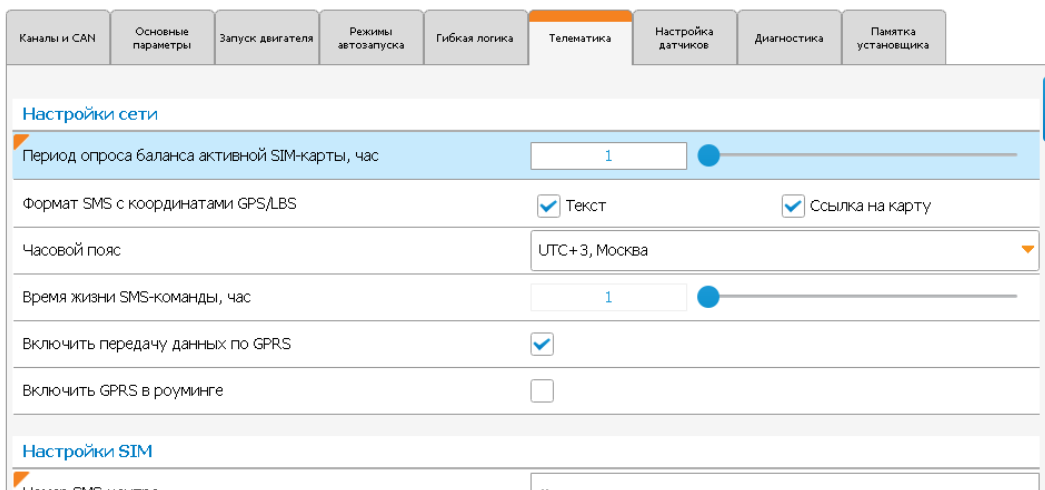 Каналы и CAN
Основные
параметры
Запуск двигателя
Режимы
автозапуска
Гибкая логика
Телематика
Настройка
датчиков
Диагностика
Памятка
установщика
Настройки сети
Период опроса баланса активной SIM-карты, час 1
Формат SMS с координатами GPS/LBS Текст Ссылка на карту
Часовой пояс UTC+3, Москва
Время жизни SMS-команды, час 1
Включить передачу данных по GPRS
Включить GPRS в роуминге
Настройки SIM